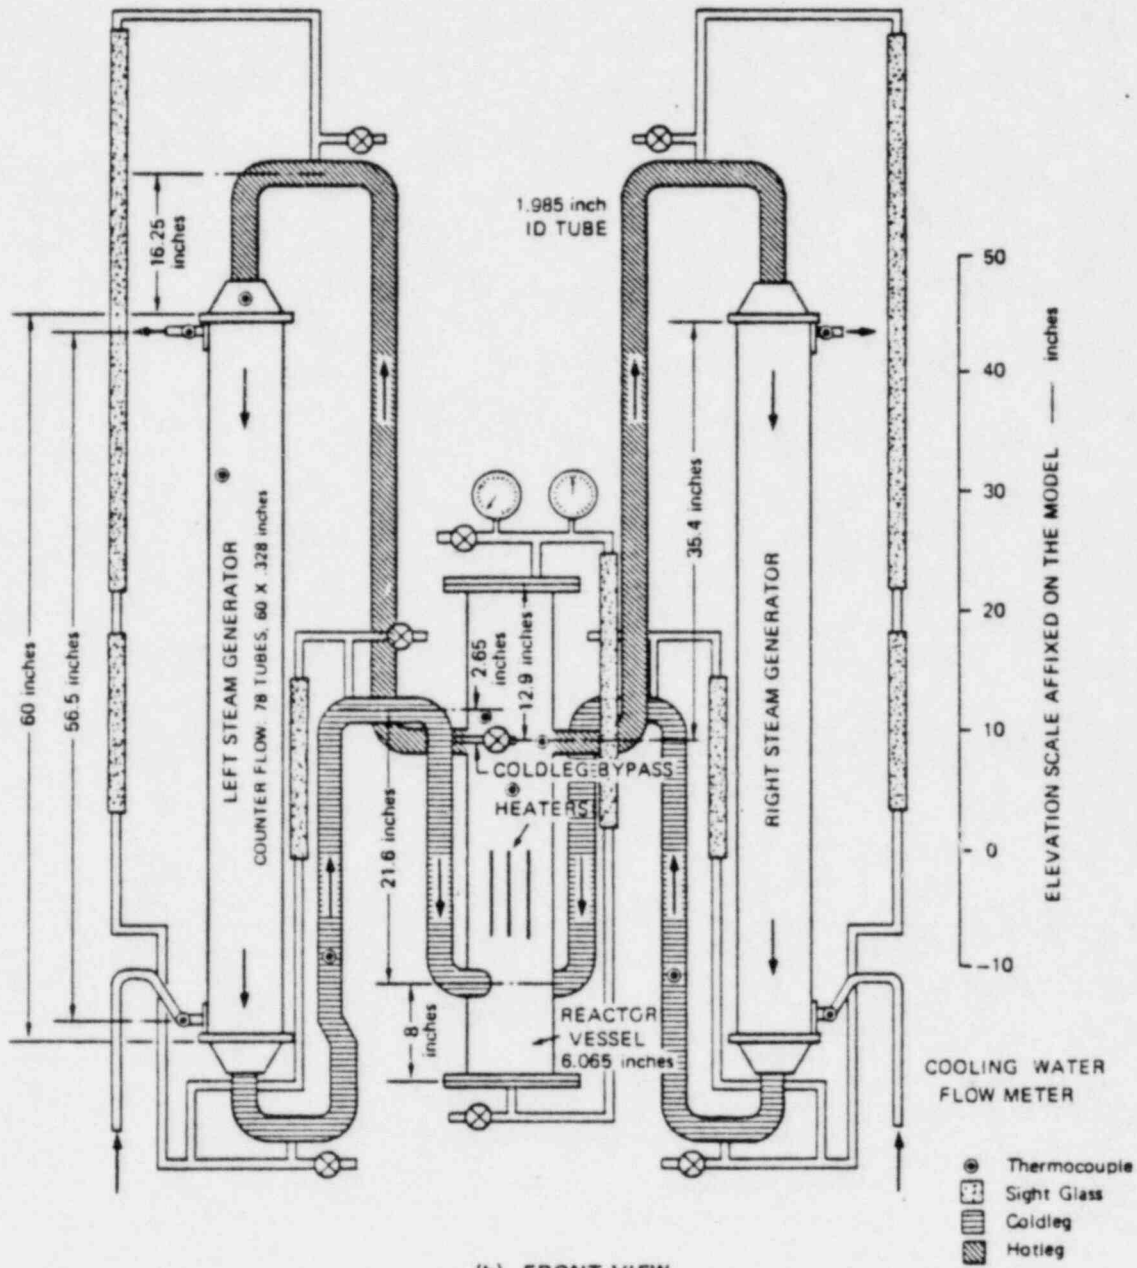 16.25
inches
1.985 inch
ID TUBE
50
40
30
20
10
0
-10
ELEVATION SCALE AFFIXED ON THE MODEL — inches
60 inches
56.5 inches
LEFT STEAM GENERATOR
COUNTER FLOW: 78 TUBES, 60 X .328 inches
35.4 inches
RIGHT STEAM GENERATOR
2.65
inches
12.9 inches
COLDLEG BYPASS
HEATERS
21.6 inches
8
inches
REACTOR
VESSEL
6.065 inches
COOLING WATER
FLOW METER
Thermocouple
Sight Glass
Coldleg
Hotleg
(b) FRONT VIEW